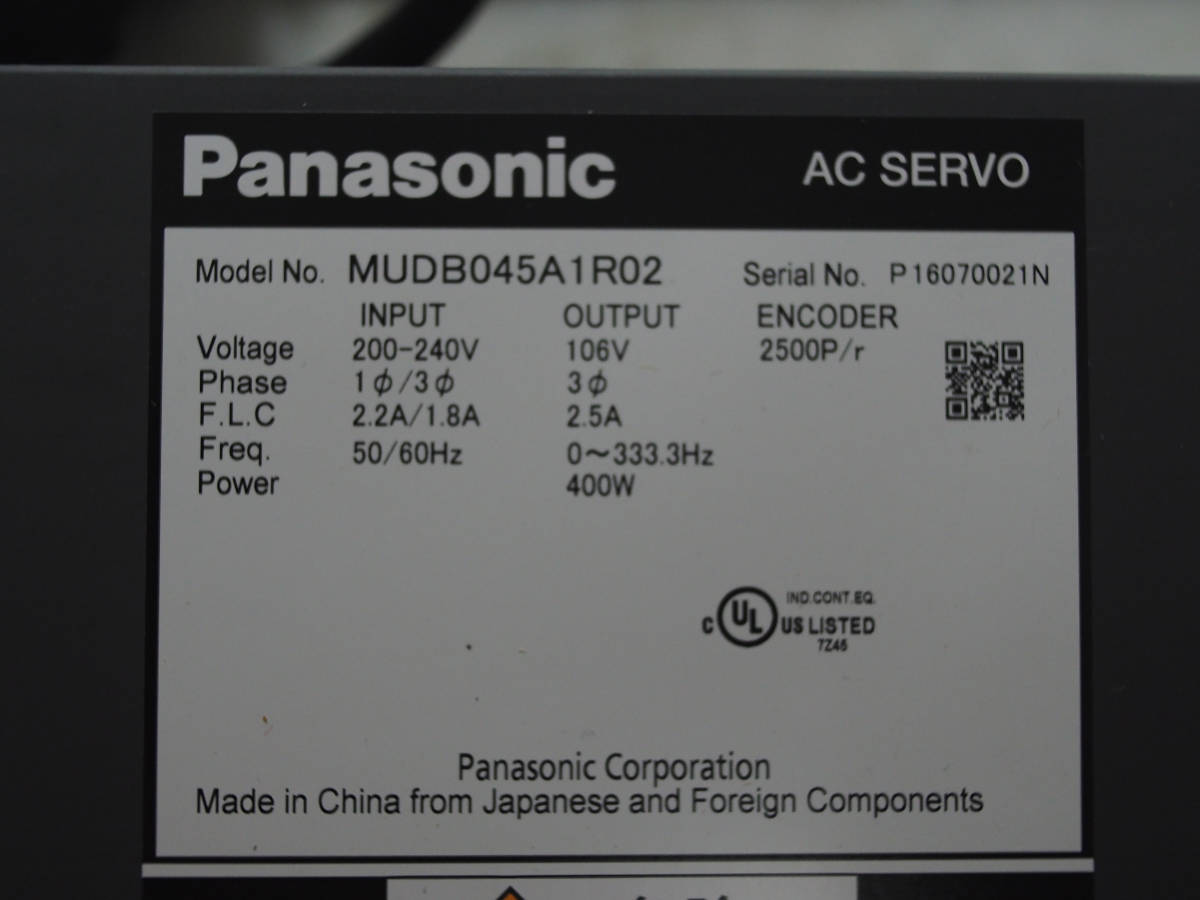 Panasonic AC SERVO
Model No. MUDB045A1R02 Serial No. P16070021N
INPUT OUTPUT ENCODER
Voltage 200-240V 106V 2500P/r
Phase 1ϕ/3ϕ 3ϕ
F.L.C 2.2A/1.8A 2.5A
Freq. 50/60Hz 0~333.3Hz
Power 400W
IND.CONT.EQ.
C UL US LISTED
7Z45
Panasonic Corporation
Made in China from Japanese and Foreign Components